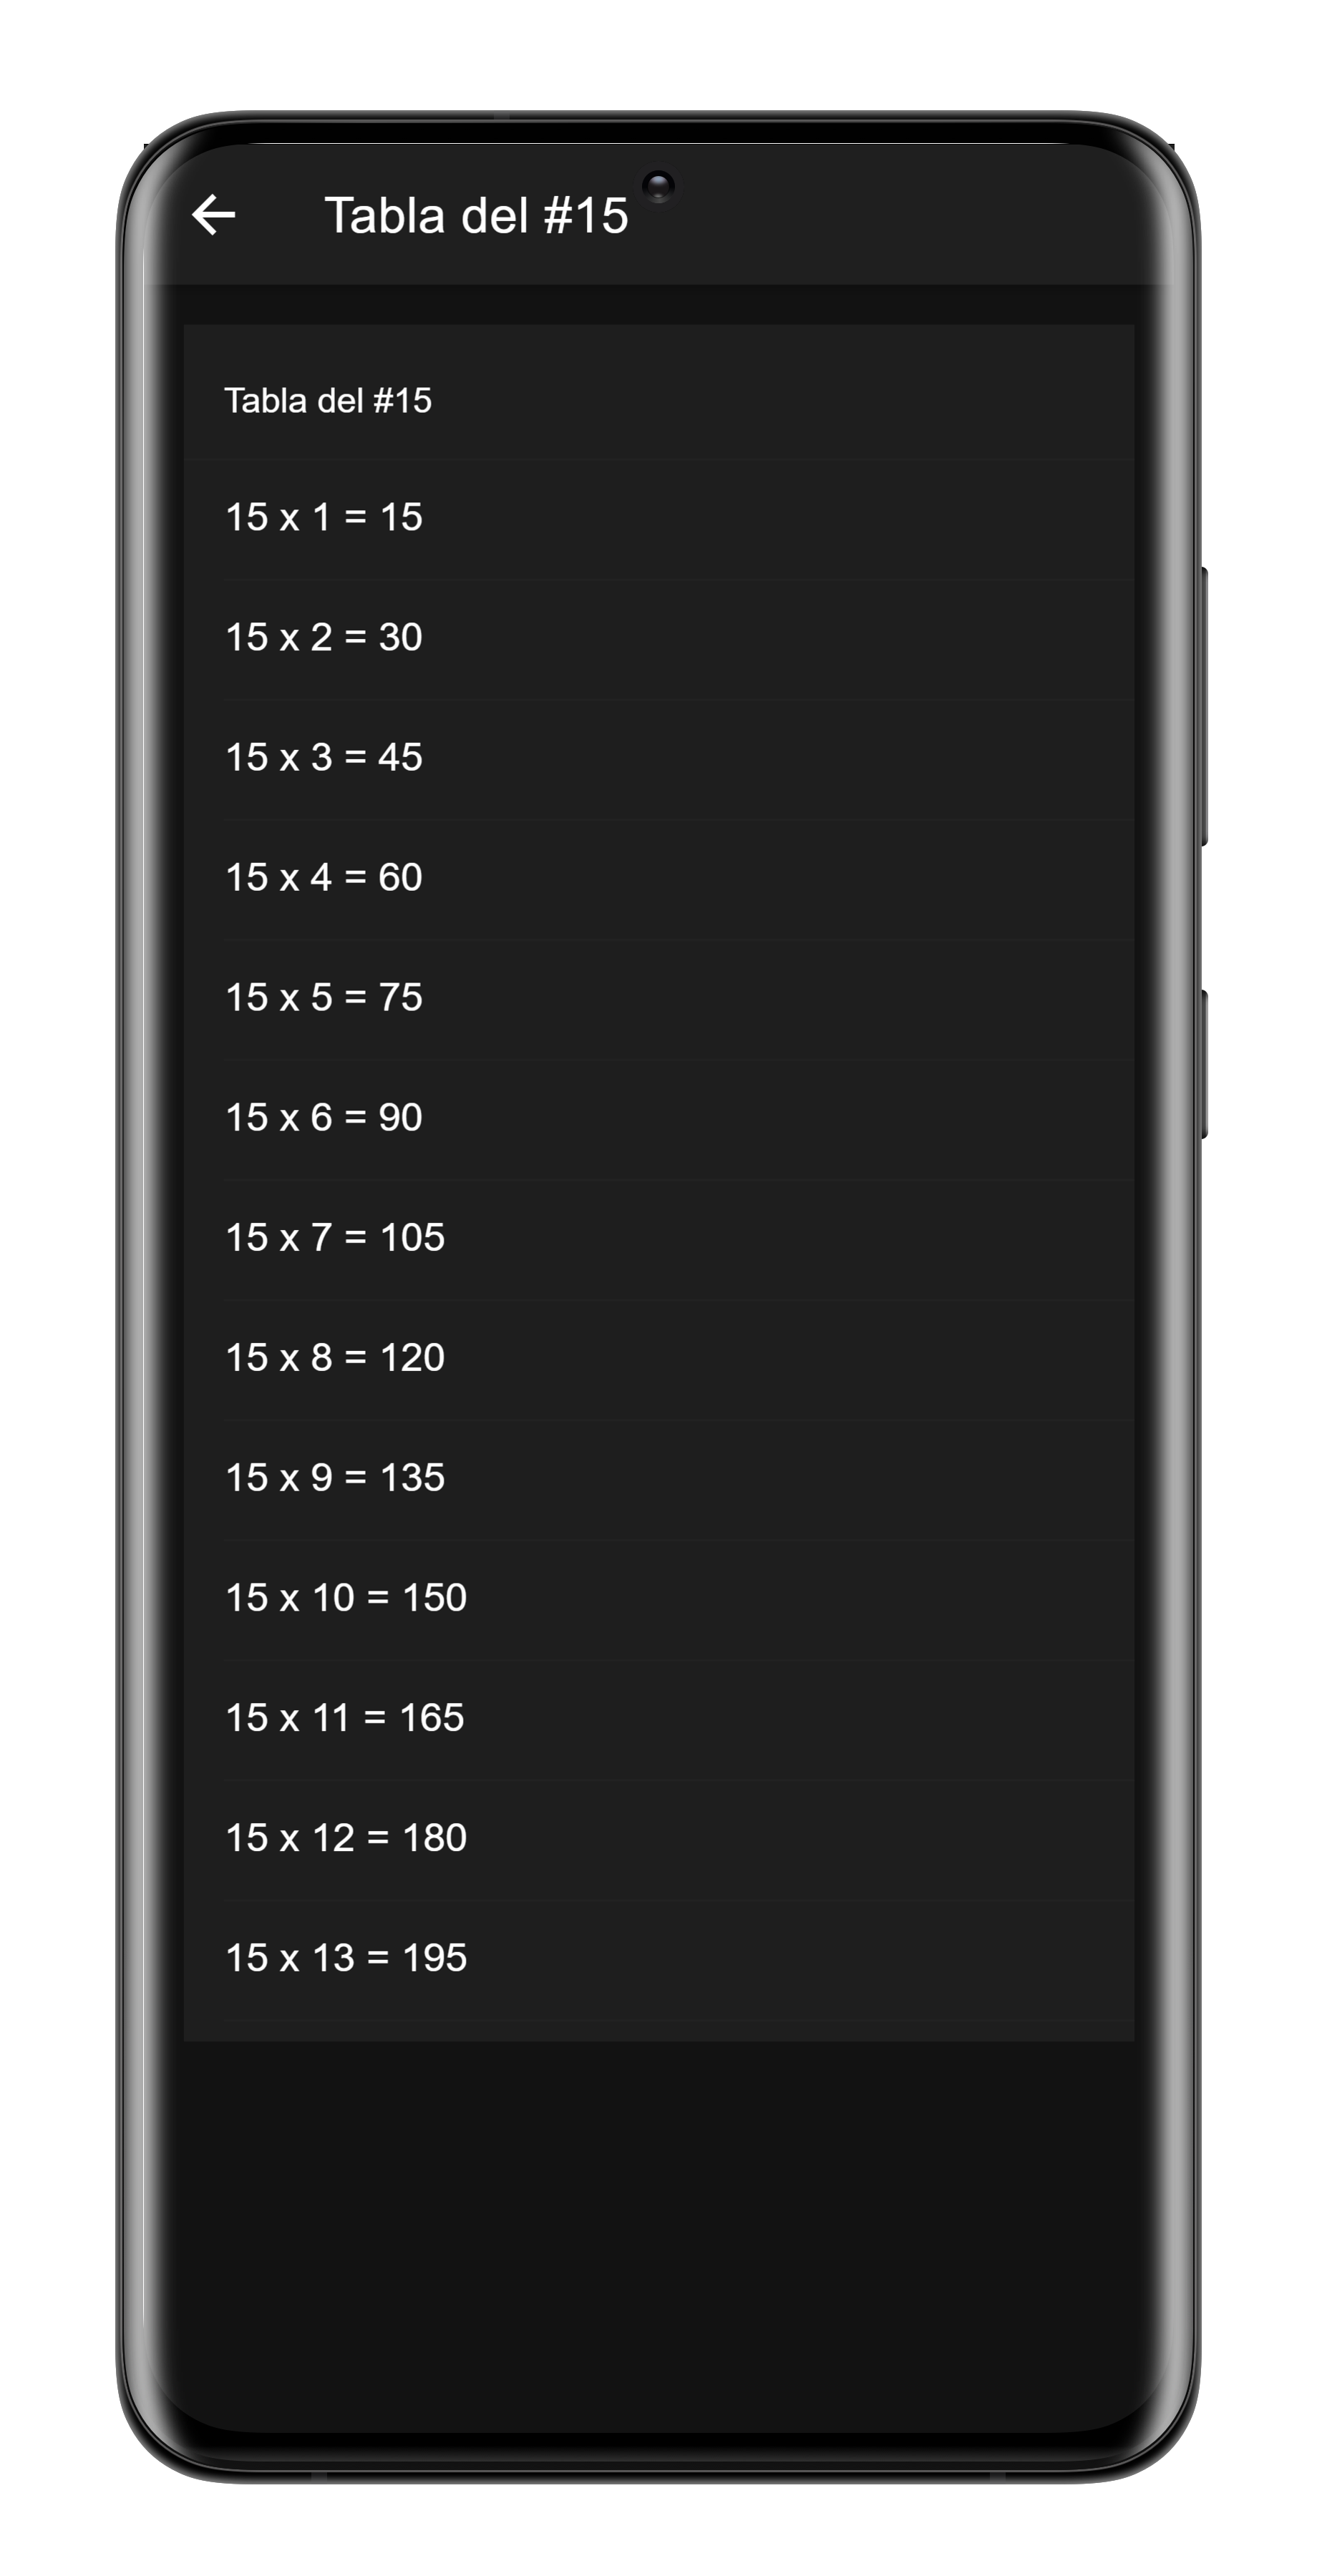 Tabla del #15
Tabla del #15
15 x 1 = 15
15 x 2 = 30
15 x 3 = 45
15 x 4 = 60
15 x 5 = 75
15 x 6 = 90
15 x 7 = 105
15 x 8 = 120
15 x 9 = 135
15 x 10 = 150
15 x 11 = 165
15 x 12 = 180
15 x 13 = 195